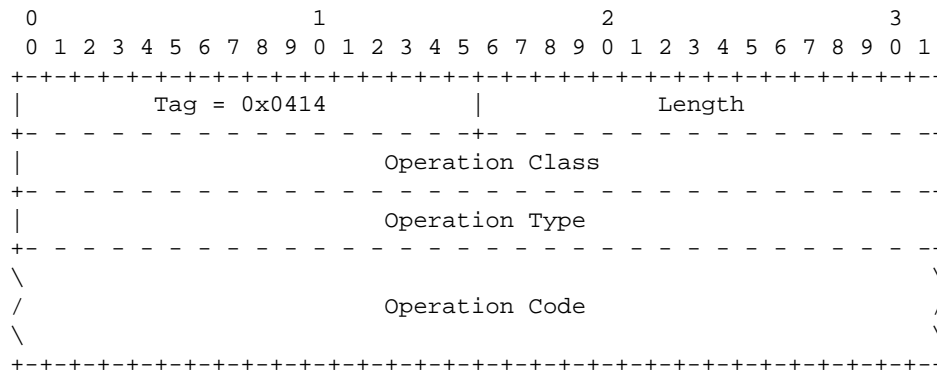 0                   1                   2                   3
 0 1 2 3 4 5 6 7 8 9 0 1 2 3 4 5 6 7 8 9 0 1 2 3 4 5 6 7 8 9 0 1
+-+-+-+-+-+-+-+-+-+-+-+-+-+-+-+-+-+-+-+-+-+-+-+-+-+-+-+-+-+-+-+--
|         Tag = 0x0414          |            Length
+- - - - - - - - - - - - - - - -+- - - - - - - - - - - - - - - --
|                         Operation Class
+- - - - - - - - - - - - - - - - - - - - - - - - - - - - - - - --
|                         Operation Type
+- - - - - - - - - - - - - - - - - - - - - - - - - - - - - - - --
\                                                               \
/                         Operation Code                        /
\                                                               \
+-+-+-+-+-+-+-+-+-+-+-+-+-+-+-+-+-+-+-+-+-+-+-+-+-+-+-+-+-+-+-+--